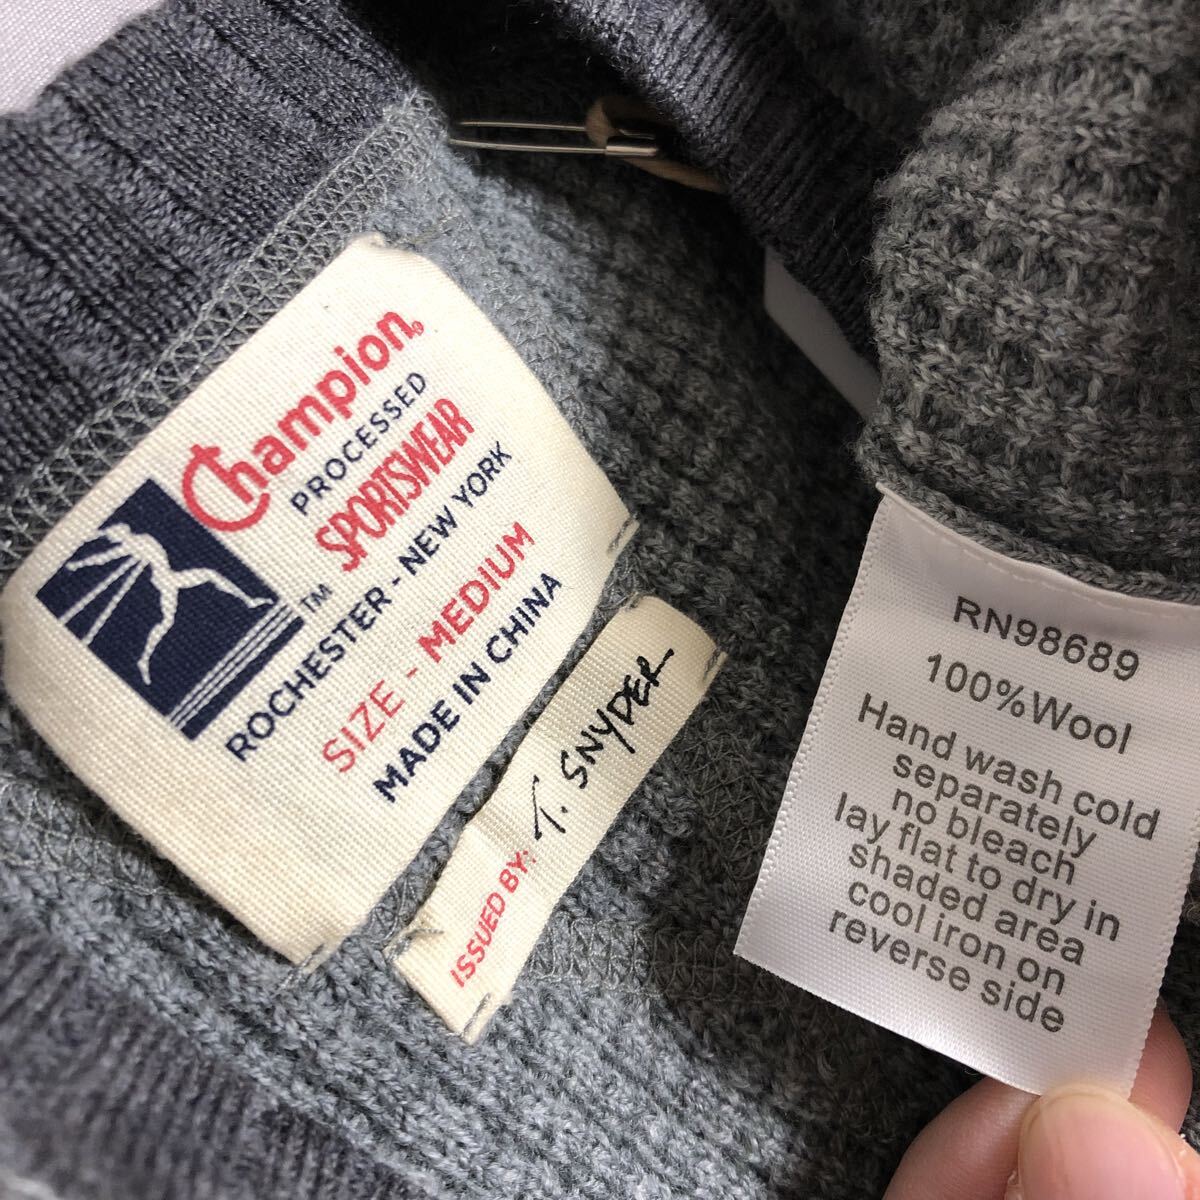 Champion®
PROCESSED
SPORTSWEAR
™
ROCHESTER - NEW YORK
SIZE - MEDIUM
MADE IN CHINA
ISSUED BY: T. SNYDER
RN98689
100%Wool
Hand wash cold
separately
no bleach
lay flat to dry in
shaded area
cool iron on
reverse side